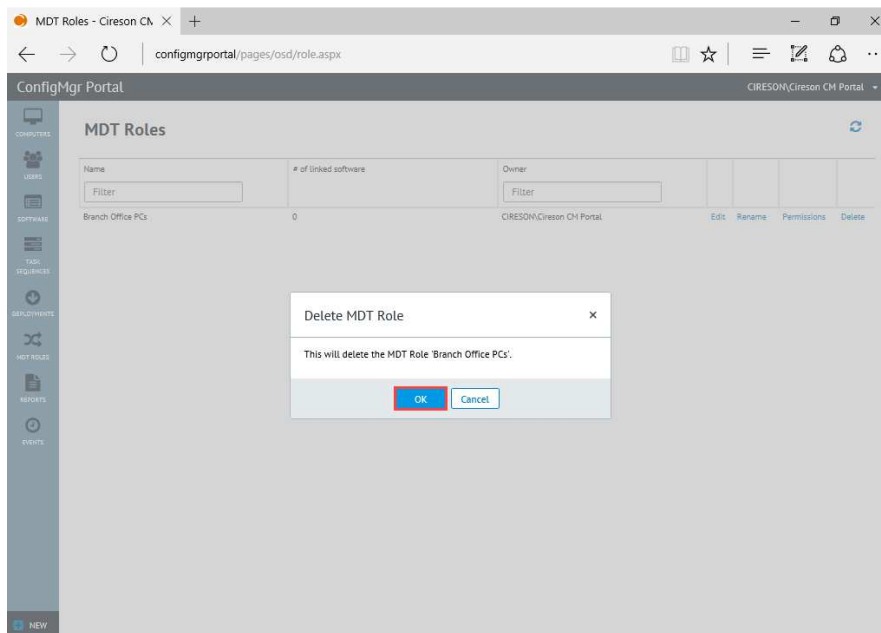 MDT Roles - Cireson CM
configmgrportal/pages/osd/role.aspx
ConfigMgr Portal
CIRESON\Cireson CM Portal
COMPUTERS
USERS
SOFTWARE
TASK
SEQUENCES
DEPLOYMENTS
MDT ROLES
REPORTS
EVENTS
NEW
MDT Roles
Name # of linked software Owner
Filter Filter
Branch Office PCs 0 CIRESON\Cireson CM Portal Edit Rename Permissions Delete
Delete MDT Role
This will delete the MDT Role 'Branch Office PCs'.
OK Cancel